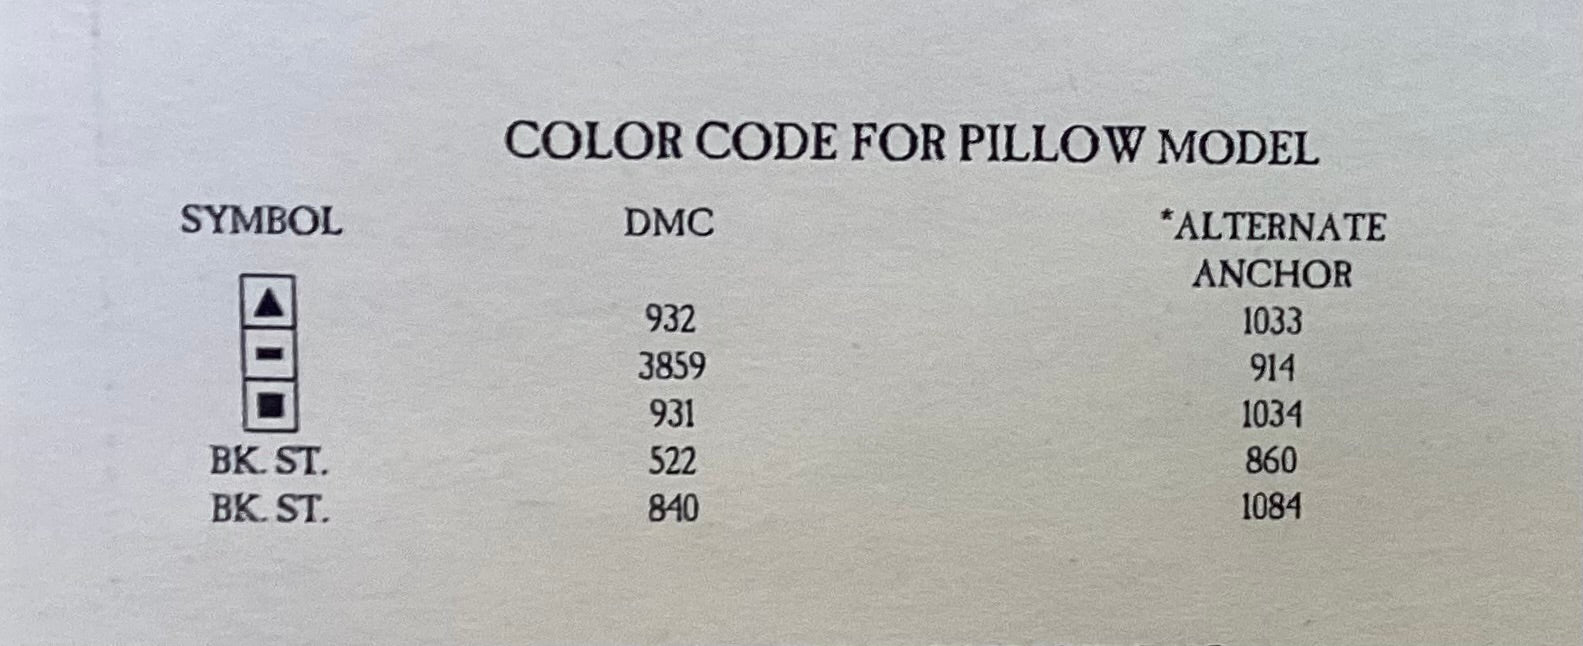 COLOR CODE FOR PILLOW MODEL
SYMBOL DMC *ALTERNATE
ANCHOR
932 1033
3859 914
931 1034
BK. ST. 522 860
BK. ST. 840 1084